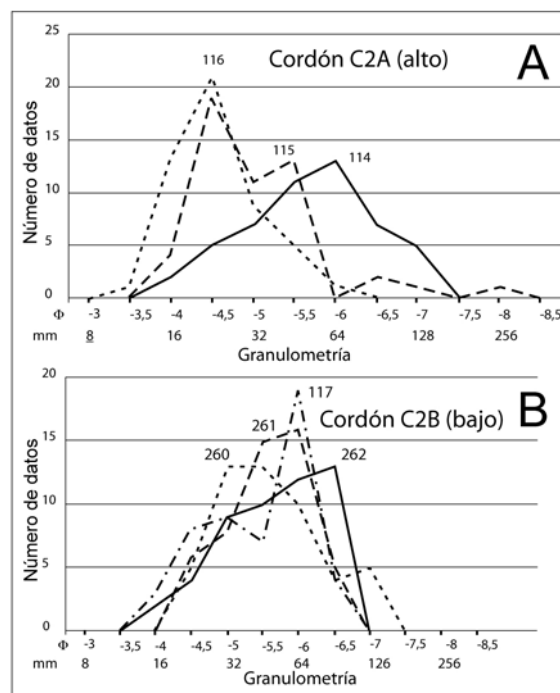 25
20
15
10
5
0
Número de datos
116
Cordón C2A (alto)
A
115
114
Φ -3 -3,5 -4 -4,5 -5 -5,5 -6 -6,5 -7 -7,5 -8 -8,5
mm 8 16 32 64 128 256
Granulometría
20
15
10
5
0
Número de datos
117
B
Cordón C2B (bajo)
261
260
262
Φ -3 -3,5 -4 -4,5 -5 -5,5 -6 -6,5 -7 -7,5 -8 -8,5
mm 8 16 32 64 126 256
Granulometría